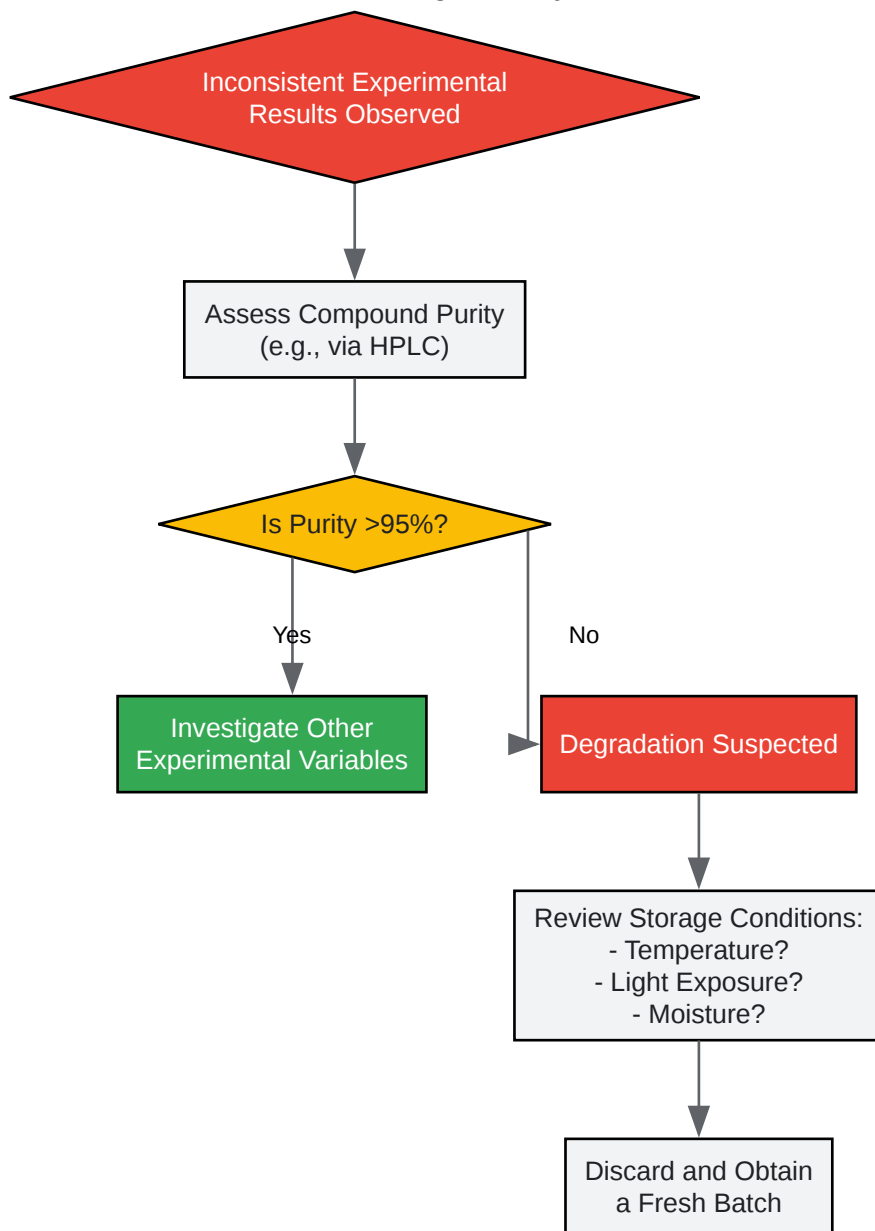 Inconsistent Experimental
Results Observed
Assess Compound Purity
(e.g., via HPLC)
Is Purity >95%?
Yes
No
Investigate Other
Experimental Variables
Degradation Suspected
Review Storage Conditions:
- Temperature?
- Light Exposure?
- Moisture?
Discard and Obtain
a Fresh Batch